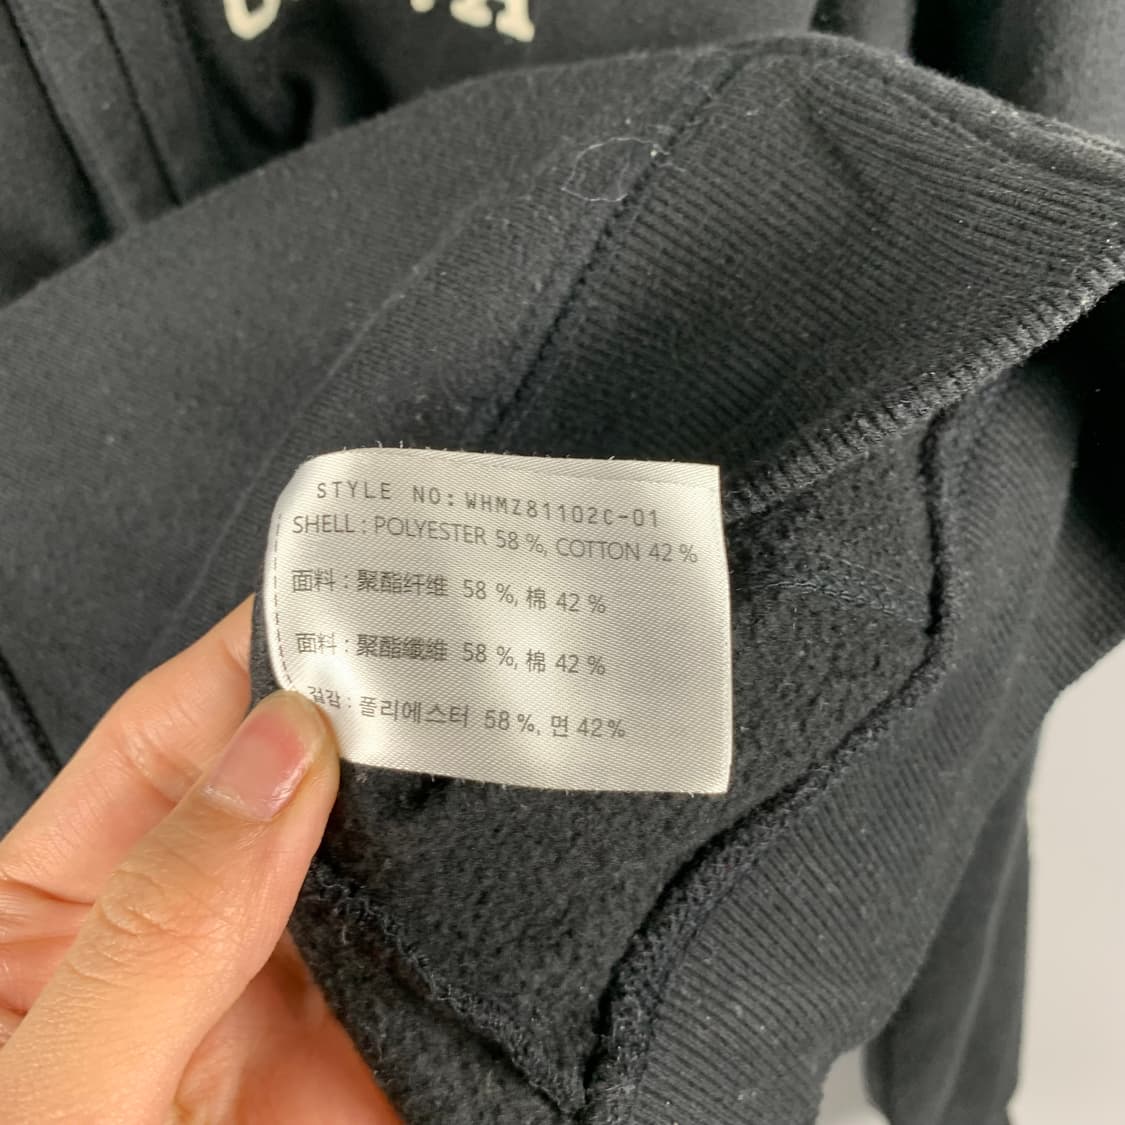 STYLE NO: WHMZ81102C-01
SHELL : POLYESTER 58 %, COTTON 42 %
面料 : 聚酯纤维 58 %, 棉 42 %
面料 : 聚酯纖维 58 %, 棉 42 %
겉감 : 폴리에스터 58 %, 면 42%